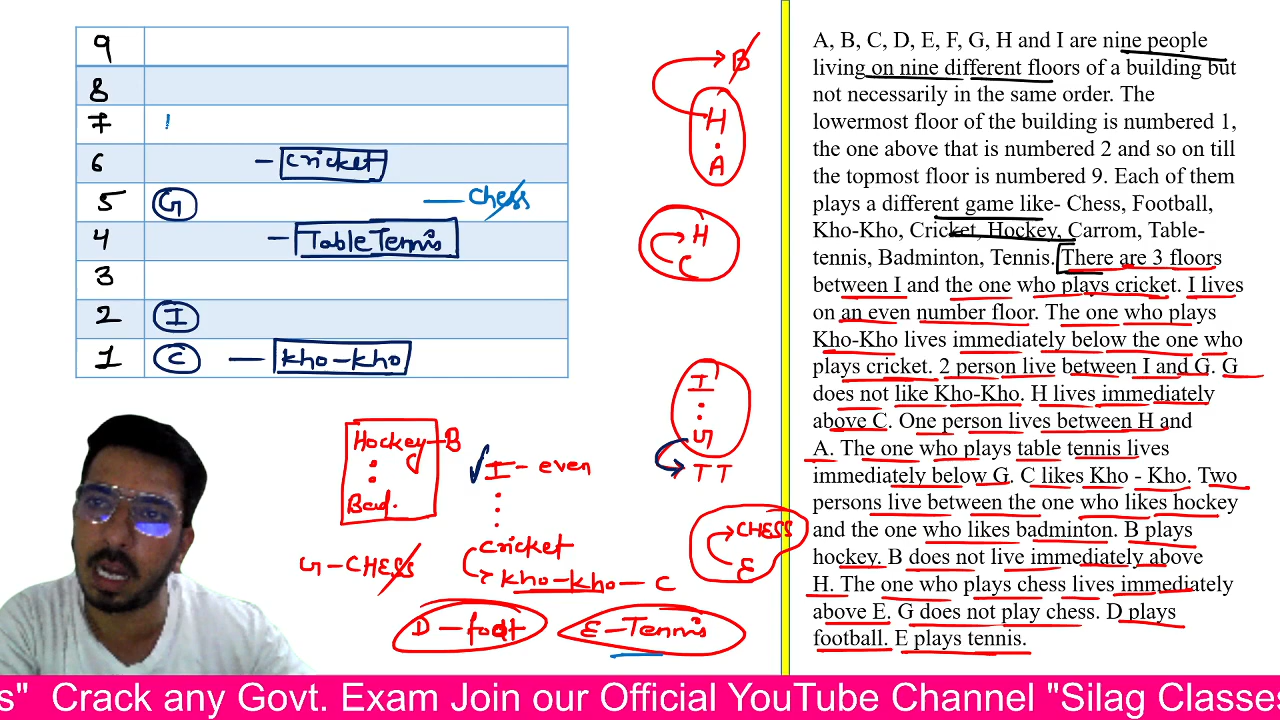 9
8
7
6 - Cricket
5 G — Chess
4 - Table Tennis
3
2 I
1 C — Kho-Kho
B
H
A
H
C
I
G
TT
CHESS
E
Hockey-B
Bad.
I - even
Cricket
Kho-Kho - C
G - CHESS
D - foot
E - Tennis
A, B, C, D, E, F, G, H and I are nine people
living on nine different floors of a building but
not necessarily in the same order. The
lowermost floor of the building is numbered 1,
the one above that is numbered 2 and so on till
the topmost floor is numbered 9. Each of them
plays a different game like- Chess, Football,
Kho-Kho, Cricket, Hockey, Carrom, Table-
tennis, Badminton, Tennis. There are 3 floors
between I and the one who plays cricket. I lives
on an even number floor. The one who plays
Kho-Kho lives immediately below the one who
plays cricket. 2 person live between I and G. G
does not like Kho-Kho. H lives immediately
above C. One person lives between H and
A. The one who plays table tennis lives
immediately below G. C likes Kho - Kho. Two
persons live between the one who likes hockey
and the one who likes badminton. B plays
hockey. B does not live immediately above
H. The one who plays chess lives immediately
above E. G does not play chess. D plays
football. E plays tennis.
s" Crack any Govt. Exam Join our Official YouTube Channel "Silag Classes